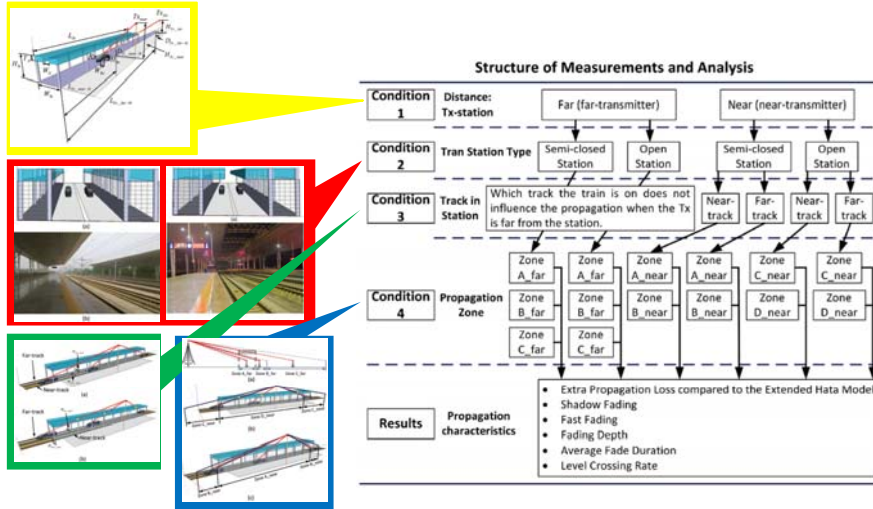 Structure of Measurements and Analysis
Condition
1
Distance:
Tx-station
Far (far-transmitter)
Near (near-transmitter)
Condition
2
Tran Station Type
Semi-closed
Station
Open
Station
Semi-closed
Station
Open
Station
Condition
3
Track in
Station
Which track the train is on does not
influence the propagation when the Tx
is far from the station.
Near-
track
Far-
track
Near-
track
Far-
track
Condition
4
Propagation
Zone
Zone
A_far
Zone
A_far
Zone
A_near
Zone
A_near
Zone
C_near
Zone
C_near
Zone
B_far
Zone
B_far
Zone
B_near
Zone
B_near
Zone
D_near
Zone
D_near
Zone
C_far
Zone
C_far
Results
Propagation
characteristics
• Extra Propagation Loss compared to the Extended Hata Model
• Shadow Fading
• Fast Fading
• Fading Depth
• Average Fade Duration
• Level Crossing Rate
(a)
(b)
Far-track
Near-track
(a)
Far-track
Near-track
(b)
Zone A_far
Zone B_far
Zone C_far
(a)
(b)
(c)